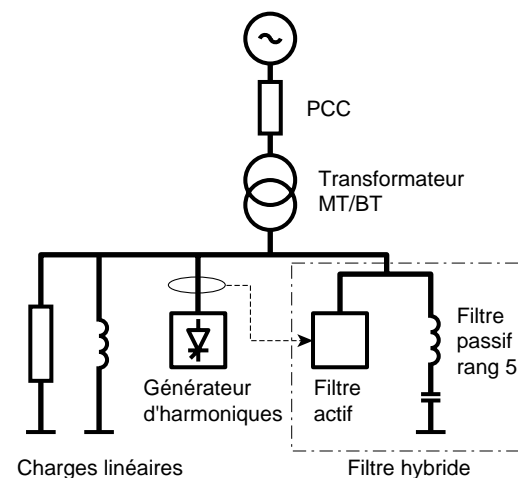 PCC
Transformateur
MT/BT
Filtre
passif
rang 5
Générateur
d'harmoniques
Filtre
actif
Charges linéaires
Filtre hybride